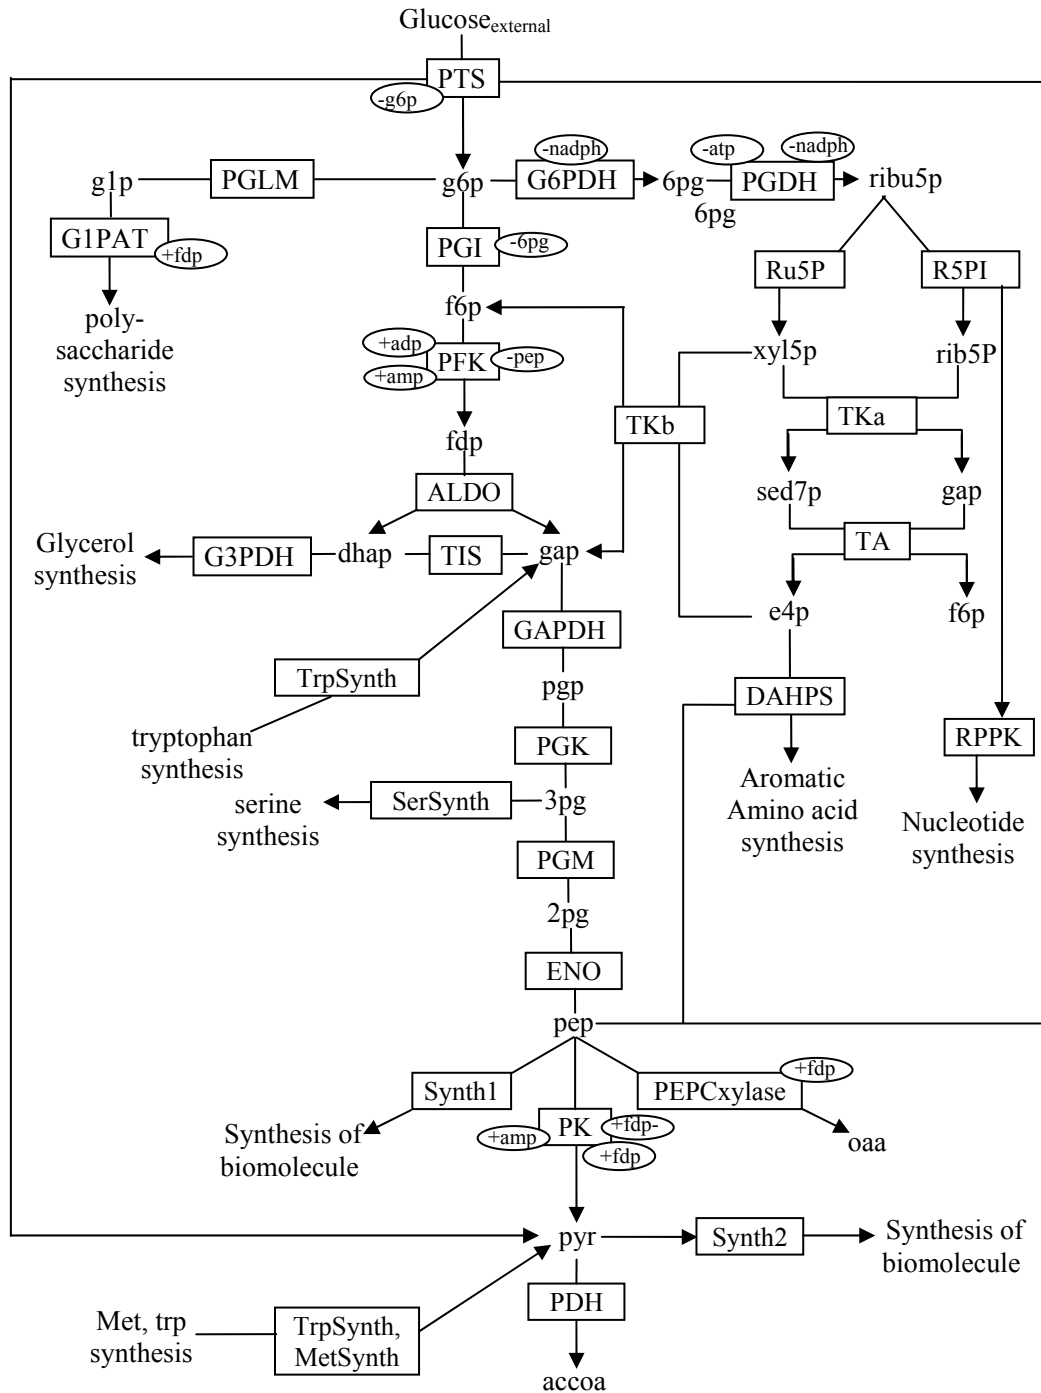 Glucose external
PTS
-g6p
-nadph
-atp
-nadph
g1p
PGLM
g6p
G6PDH
6pg
PGDH
ribu5p
6pg
G1PAT
+fdp
PGI
-6pg
Ru5P
R5PI
poly-
saccharide
synthesis
f6p
+adp
+amp
PFK
-pep
xyl5p
rib5P
TKb
TKa
fdp
ALDO
sed7p
gap
Glycerol
synthesis
G3PDH
dhap
TIS
gap
TA
e4p
f6p
GAPDH
TrpSynth
pgp
DAHPS
tryptophan
synthesis
PGK
RPPK
serine
synthesis
SerSynth
3pg
Aromatic
Amino acid
synthesis
Nucleotide
synthesis
PGM
2pg
ENO
pep
Synth1
PEPCxylase
+fdp
Synthesis of
biomolecule
+amp
PK
+fdp-
+fdp
oaa
pyr
Synth2
Synthesis of
biomolecule
PDH
Met, trp
synthesis
TrpSynth,
MetSynth
accoa